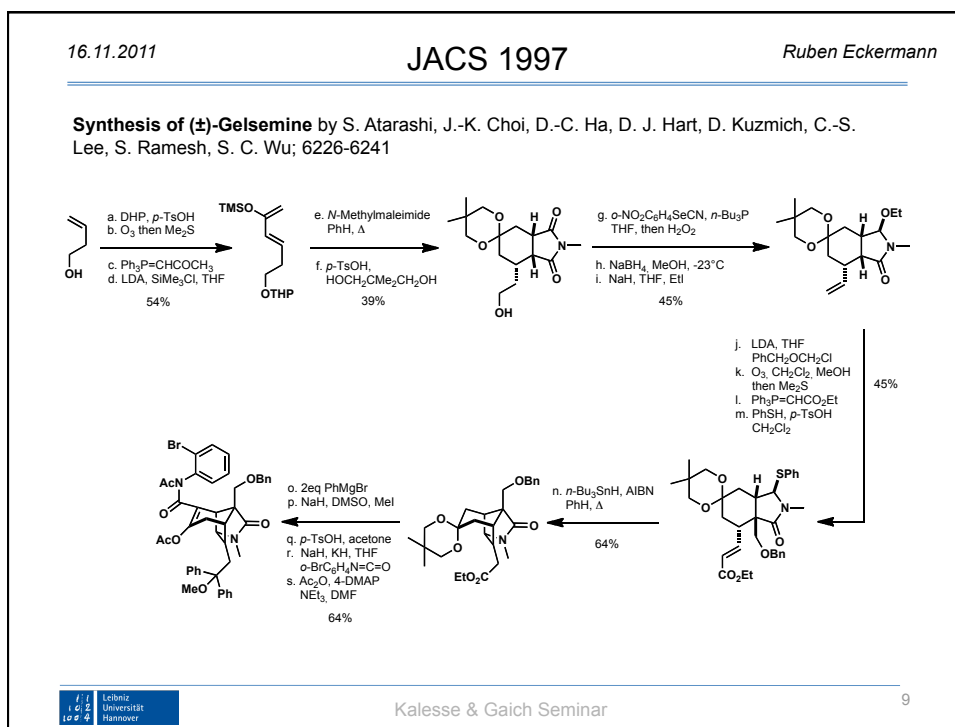 16.11.2011
JACS 1997
Ruben Eckermann
Synthesis of (±)-Gelsemine by S. Atarashi, J.-K. Choi, D.-C. Ha, D. J. Hart, D. Kuzmich, C.-S.
Lee, S. Ramesh, S. C. Wu; 6226-6241
OH
a. DHP, p-TsOH
b. O3 then Me2S
c. Ph3P=CHCOCH3
d. LDA, SiMe3Cl, THF
54%
TMSO
OTHP
e. N-Methylmaleimide
PhH, Δ
f. p-TsOH,
HOCH2CMe2CH2OH
39%
O
O
H
H
O
N
O
OH
g. o-NO2C6H4SeCN, n-Bu3P
THF, then H2O2
h. NaBH4, MeOH, -23°C
i. NaH, THF, EtI
45%
O
O
H
H
OEt
N
O
j. LDA, THF
PhCH2OCH2Cl
k. O3, CH2Cl2, MeOH
then Me2S
l. Ph3P=CHCO2Et
m. PhSH, p-TsOH
CH2Cl2
45%
O
O
H
SPh
N
O
OBn
CO2Et
n. n-Bu3SnH, AIBN
PhH, Δ
64%
OBn
O
N
O
O
EtO2C
o. 2eq PhMgBr
p. NaH, DMSO, MeI
q. p-TsOH, acetone
r. NaH, KH, THF
o-BrC6H4N=C=O
s. Ac2O, 4-DMAP
NEt3, DMF
64%
Br
AcN
O
OBn
O
AcO
N
Ph
MeO
Ph
Leibniz
Universität
Hannover
Kalesse & Gaich Seminar
9